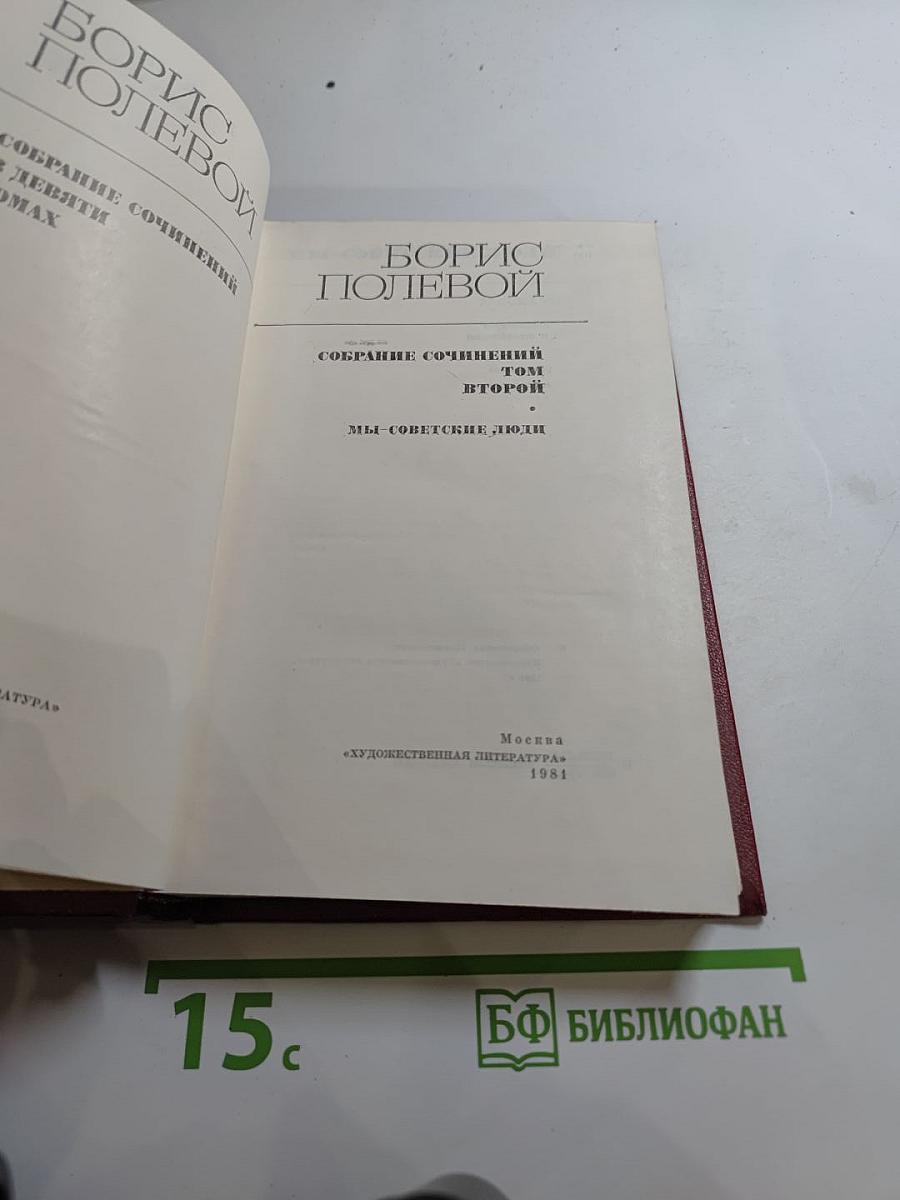 БОРИС
ПОЛЕВОЙ
СОБРАНИЕ СОЧИНЕНИЙ
В ДЕВЯТИ
ТОМАХ
БОРИС
ПОЛЕВОЙ
СОБРАНИЕ СОЧИНЕНИЙ
ТОМ
ВТОРОЙ
МЫ—СОВЕТСКИЕ ЛЮДИ
Москва
«ХУДОЖЕСТВЕННАЯ ЛИТЕРАТУРА»
1981
15 с
БФ БИБЛИОФАН